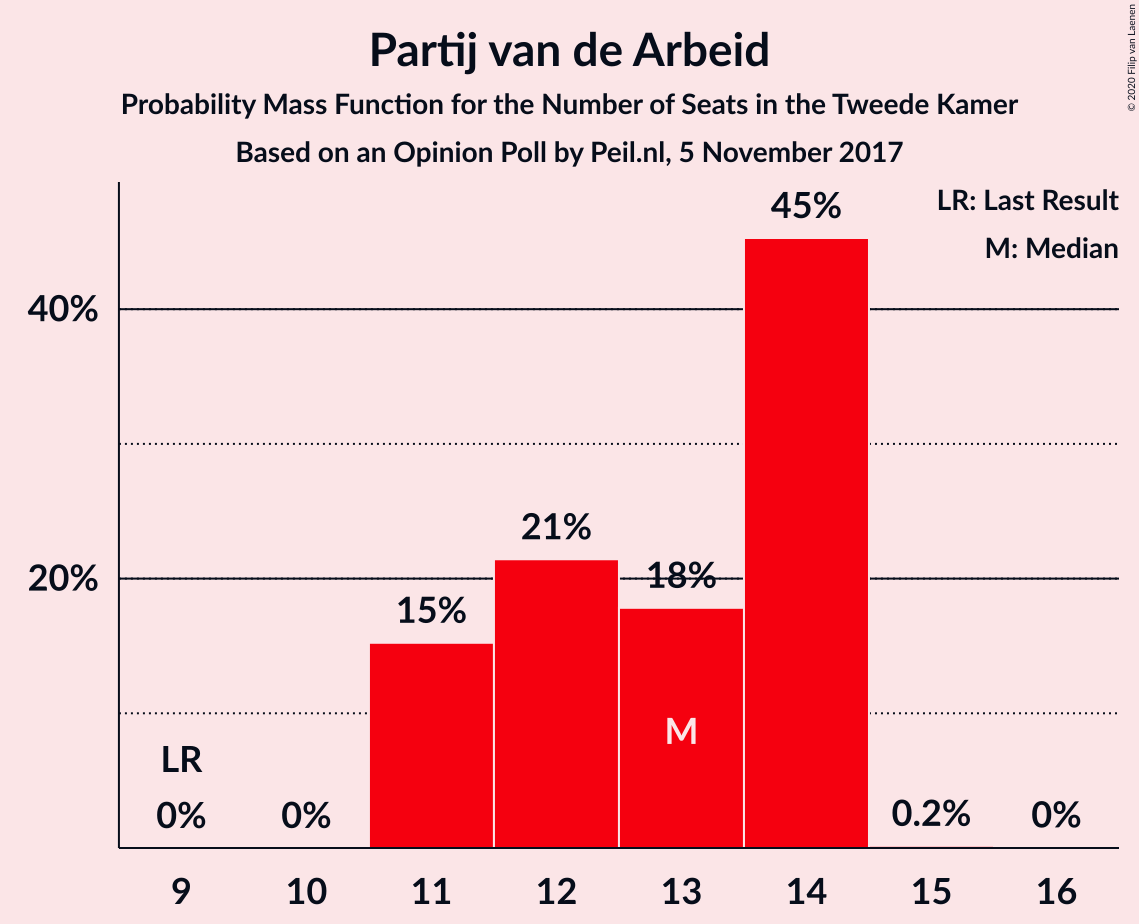 Partij van de Arbeid
Probability Mass Function for the Number of Seats in the Tweede Kamer
Based on an Opinion Poll by Peil.nl, 5 November 2017
© 2020 Filip van Laenen
LR: Last Result
M: Median
45%
40%
21%
18%
20%
15%
M
LR
0%
0%
0.2%
0%
9
10
11
12
13
14
15
16